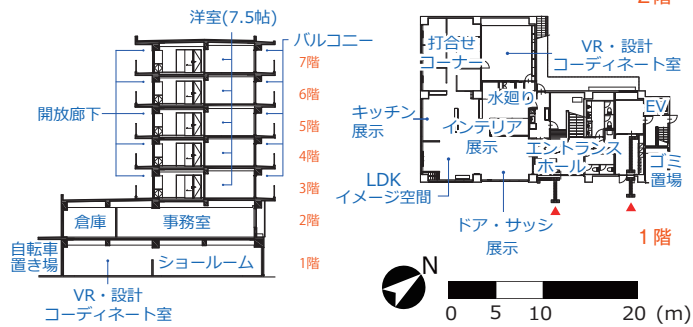 洋室(7.5帖)
バルコニー
7階
6階
開放廊下
5階
4階
3階
倉庫
事務室
2階
自転車
置き場
ショールーム
1階
VR・設計
コーディネート室
打合せ
コーナー
VR・設計
コーディネート室
水廻り
EV
キッチン
展示
インテリア
展示
エントランス
ホール
ゴミ
置場
LDK
イメージ空間
ドア・サッシ
展示
1階
N
0 5 10 20 (m)